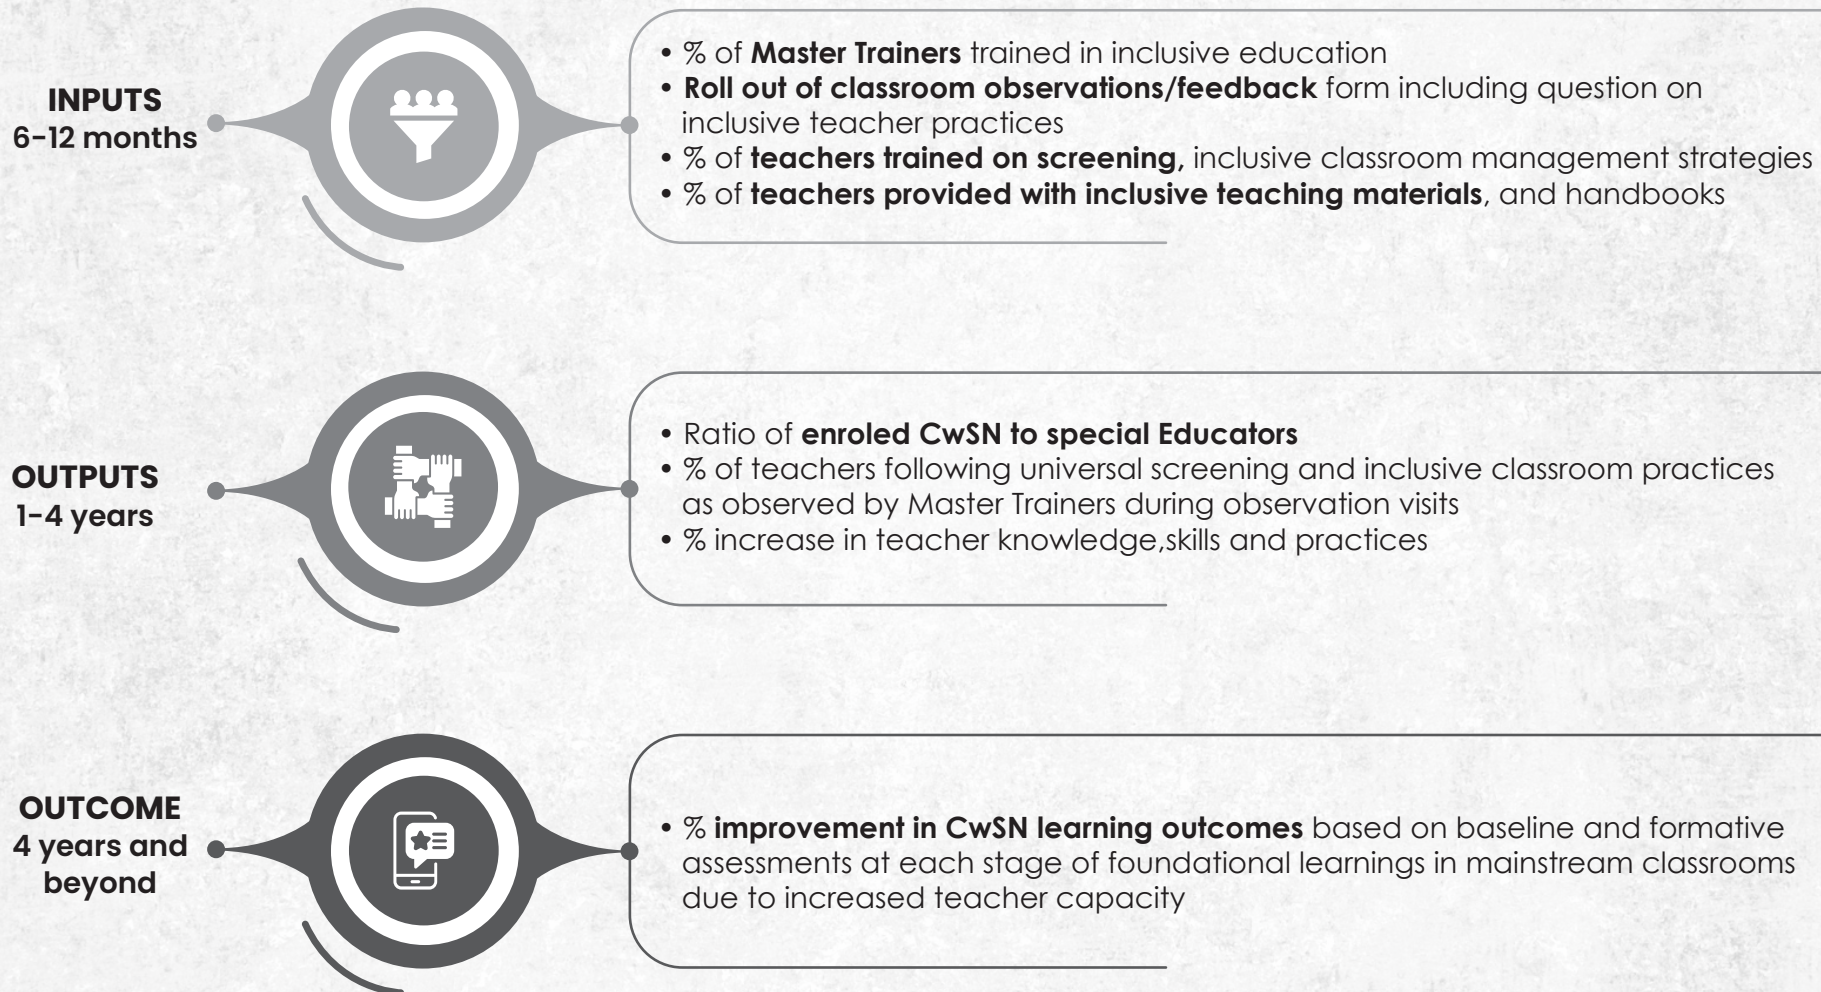 INPUTS
6-12 months
• % of Master Trainers trained in inclusive education
• Roll out of classroom observations/feedback form including question on
inclusive teacher practices
• % of teachers trained on screening, inclusive classroom management strategies
• % of teachers provided with inclusive teaching materials, and handbooks
OUTPUTS
1-4 years
• Ratio of enroled CwSN to special Educators
• % of teachers following universal screening and inclusive classroom practices
as observed by Master Trainers during observation visits
• % increase in teacher knowledge,skills and practices
OUTCOME
4 years and
beyond
• % improvement in CwSN learning outcomes based on baseline and formative
assessments at each stage of foundational learnings in mainstream classrooms
due to increased teacher capacity